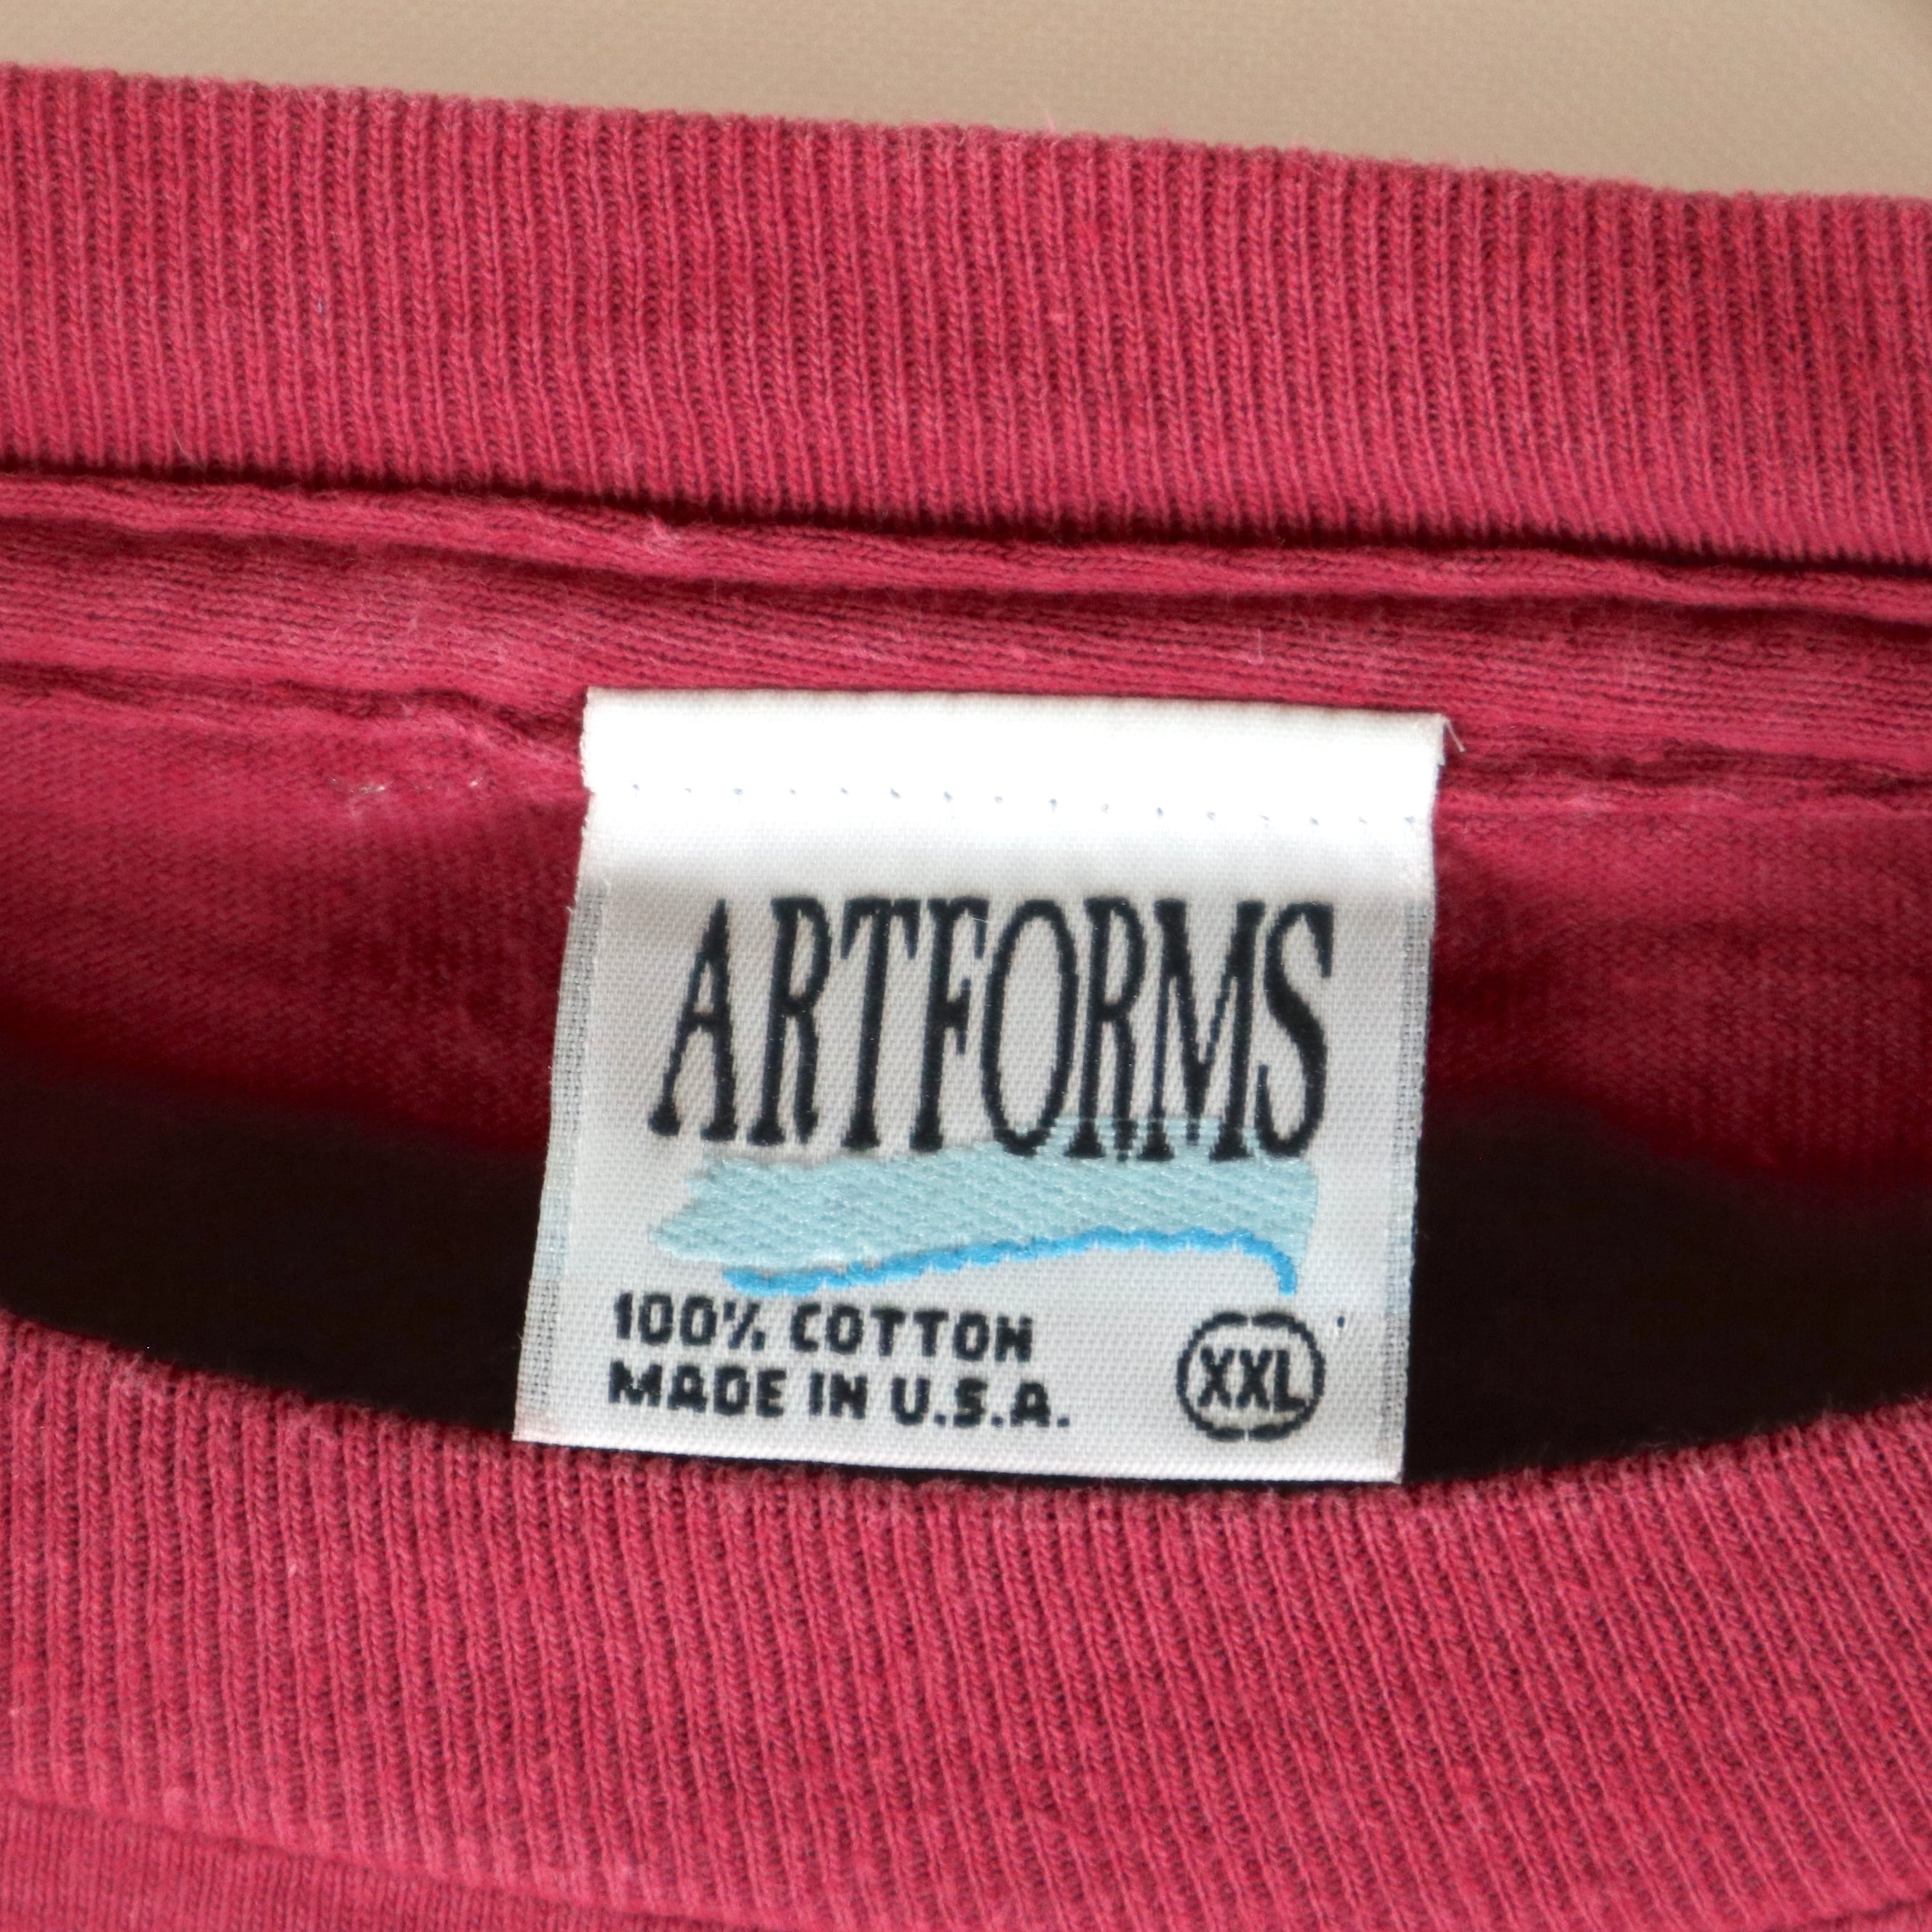 ARTFORMS
100% COTTON
MADE IN U.S.A.
XXL